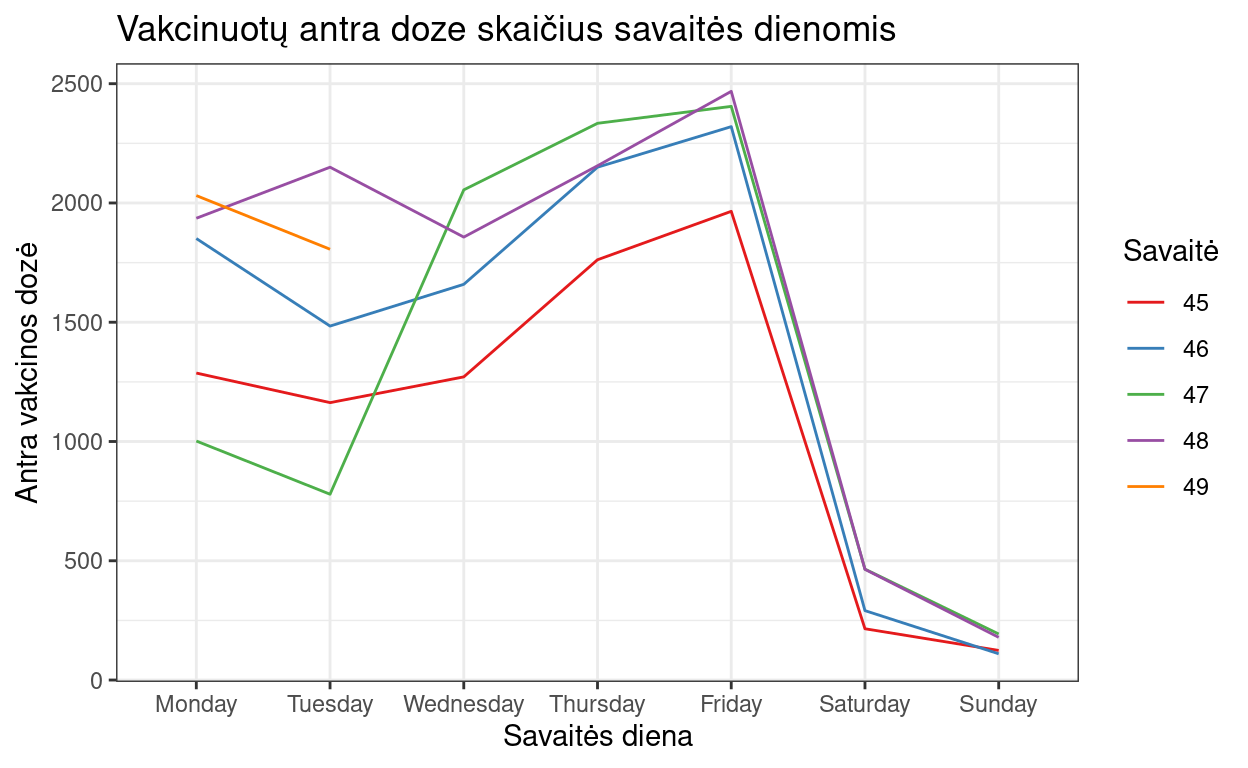 Vakcinuotų antra doze skaičius savaitės dienomis
Antra vakcinos dozė
2500
2000
1500
1000
500
0
Monday Tuesday Wednesday Thursday Friday Saturday Sunday
Savaitės diena
Savaitė
45
46
47
48
49